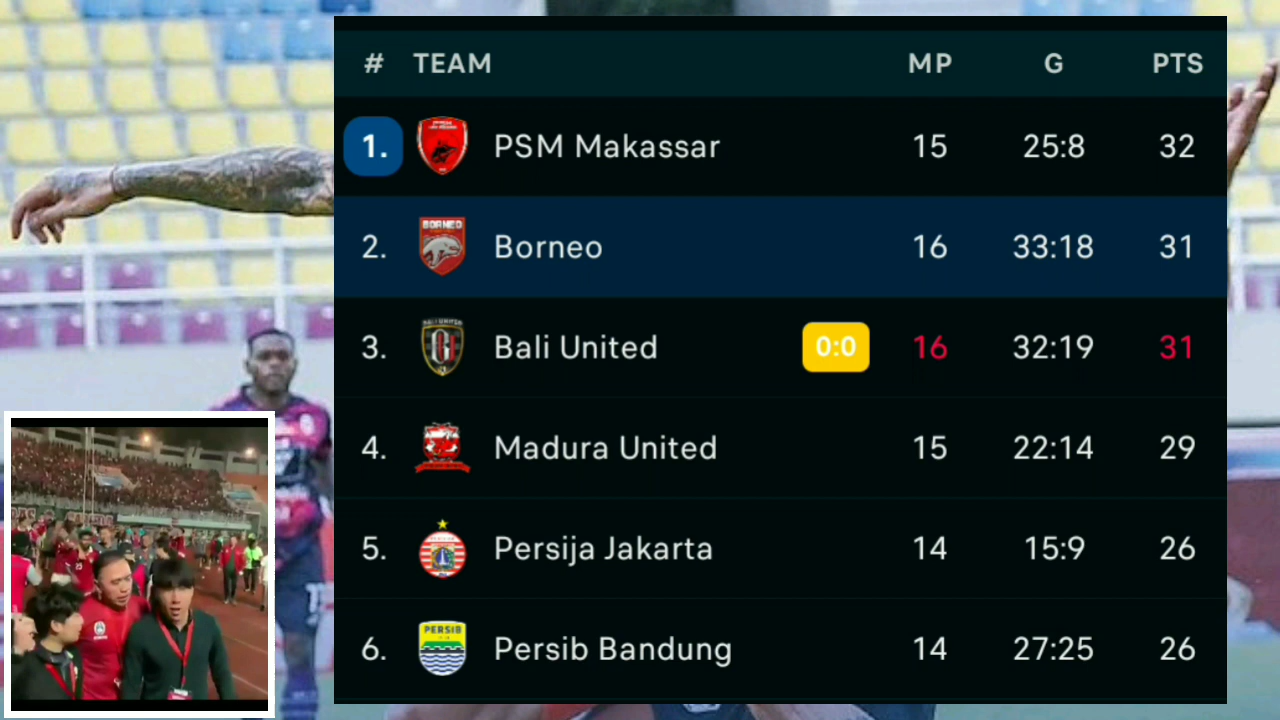 # TEAM MP G PTS
1. PSM Makassar 15 25:8 32
BORNEO
2. Borneo 16 33:18 31
BALI UNITED
3. Bali United 0:0 16 32:19 31
4. Madura United 15 22:14 29
5. Persija Jakarta 14 15:9 26
PERSIB
6. Persib Bandung 14 27:25 26